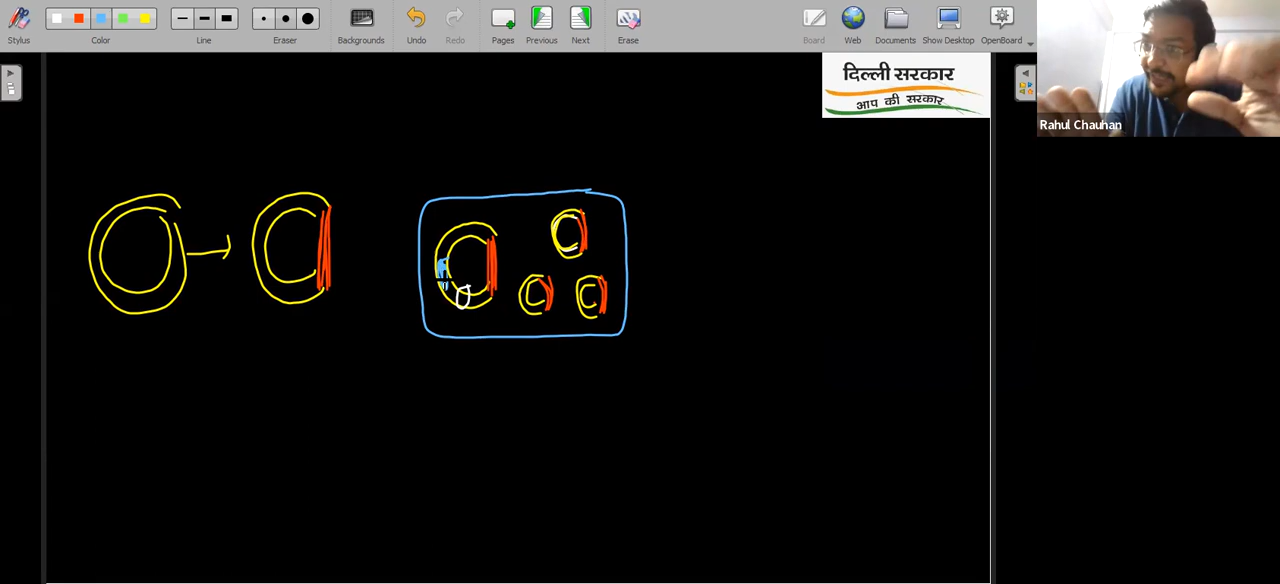 Stylus
Color
Line
Eraser
Backgrounds
Undo
Redo
Pages
Previous
Next
Erase
Board
Web
Documents
Show Desktop
OpenBoard
दिल्ली सरकार
आप की सरकार
Rahul Chauhan